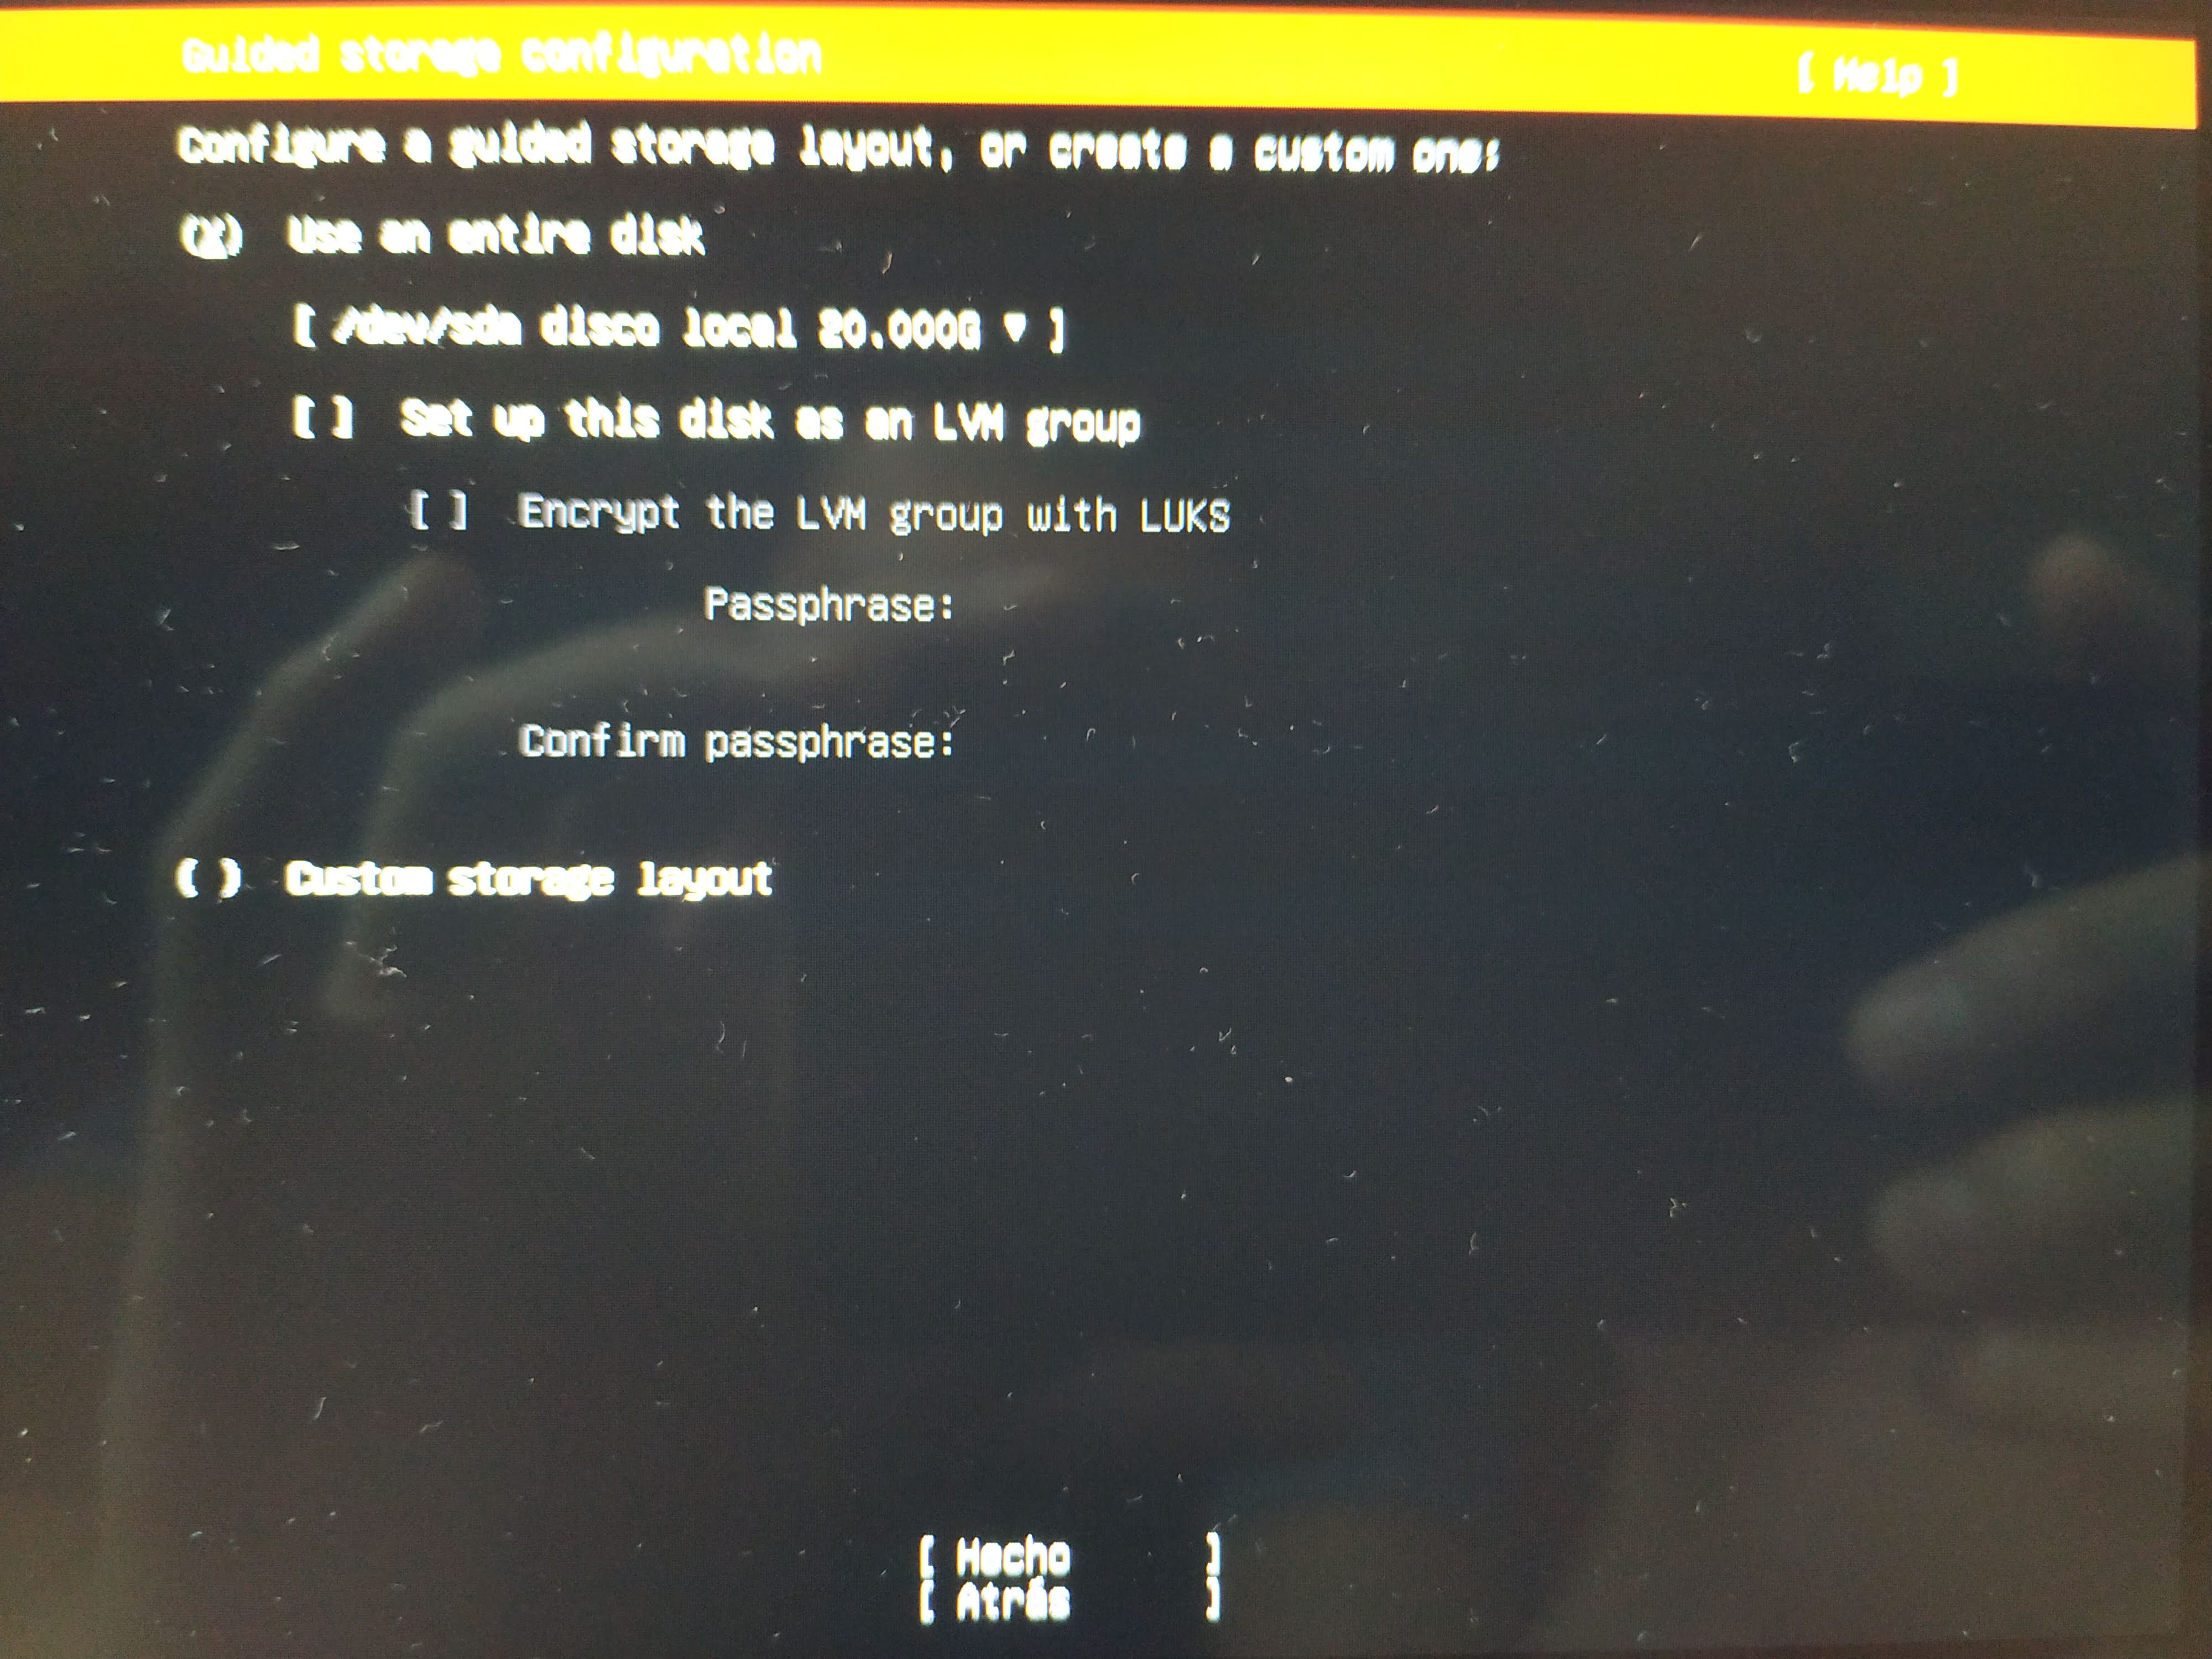 Guided storage configuration [ Help ]
Configure a guided storage layout, or create a custom one:
(X) Use an entire disk
[ /dev/sda disco local 20.000G ▾ ]
[ ] Set up this disk as an LVM group
[ ] Encrypt the LVM group with LUKS
Passphrase:
Confirm passphrase:
( ) Custom storage layout
[ Hecho ]
[ Atrás ]